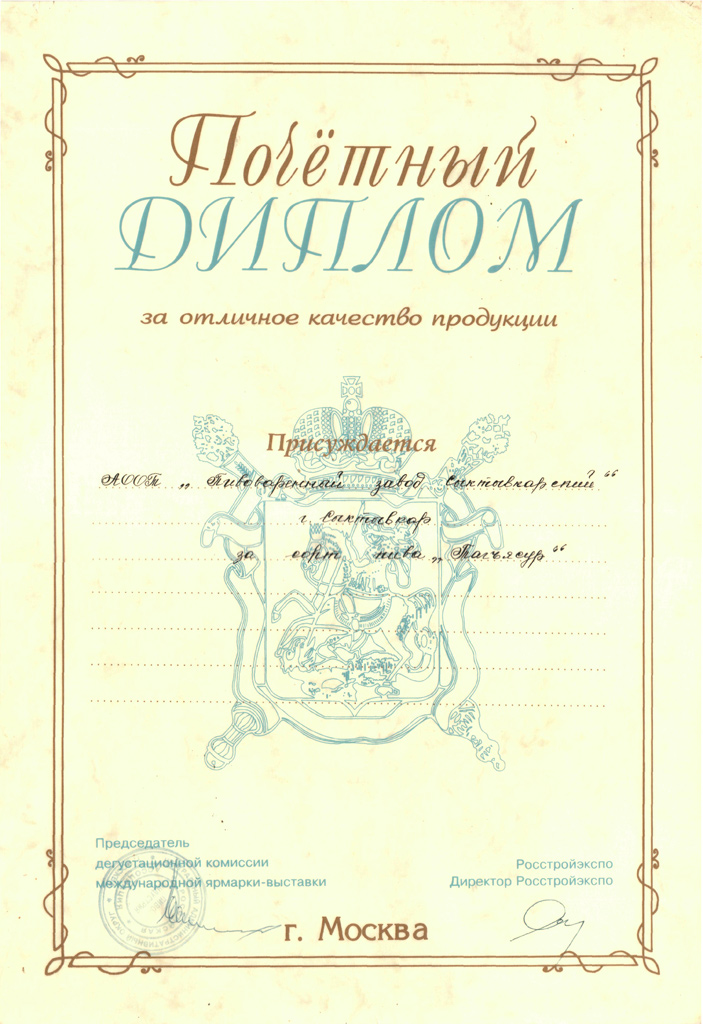 Почётный
ДИПЛОМ
за отличное качество продукции
Присуждается
АООТ „Пивоваренный завод Сыктывкарский“
г. Сыктывкар
за сорт пива „Тагъясур“
Председатель
дегустационной комиссии
международной ярмарки-выставки
Росстройэкспо
Директор Росстройэкспо
г. Москва